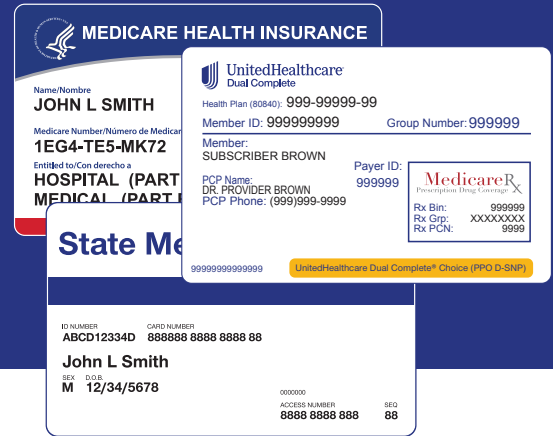 MEDICARE HEALTH INSURANCE
Name/Nombre
JOHN L SMITH
Medicare Number/Número de Medicar
1EG4-TE5-MK72
Entitled to/Con derecho a
HOSPITAL (PART
MEDICAL (PART
UnitedHealthcare®
Dual Complete
Health Plan (80840): 999-99999-99
Member ID: 999999999 Group Number: 999999
Member:
SUBSCRIBER BROWN
Payer ID:
999999
PCP Name:
DR. PROVIDER BROWN
PCP Phone: (999)999-9999
MedicareRx
Prescription Drug Coverage
Rx Bin: 999999
Rx Grp: XXXXXXXX
Rx PCN: 9999
99999999999999 UnitedHealthcare Dual Complete® Choice (PPO D-SNP)
State Me
ID NUMBER CARD NUMBER
ABCD12334D 888888 8888 8888 88
John L Smith
SEX D.O.B.
M 12/34/5678
0000000
ACCESS NUMBER SEQ
8888 8888 888 88